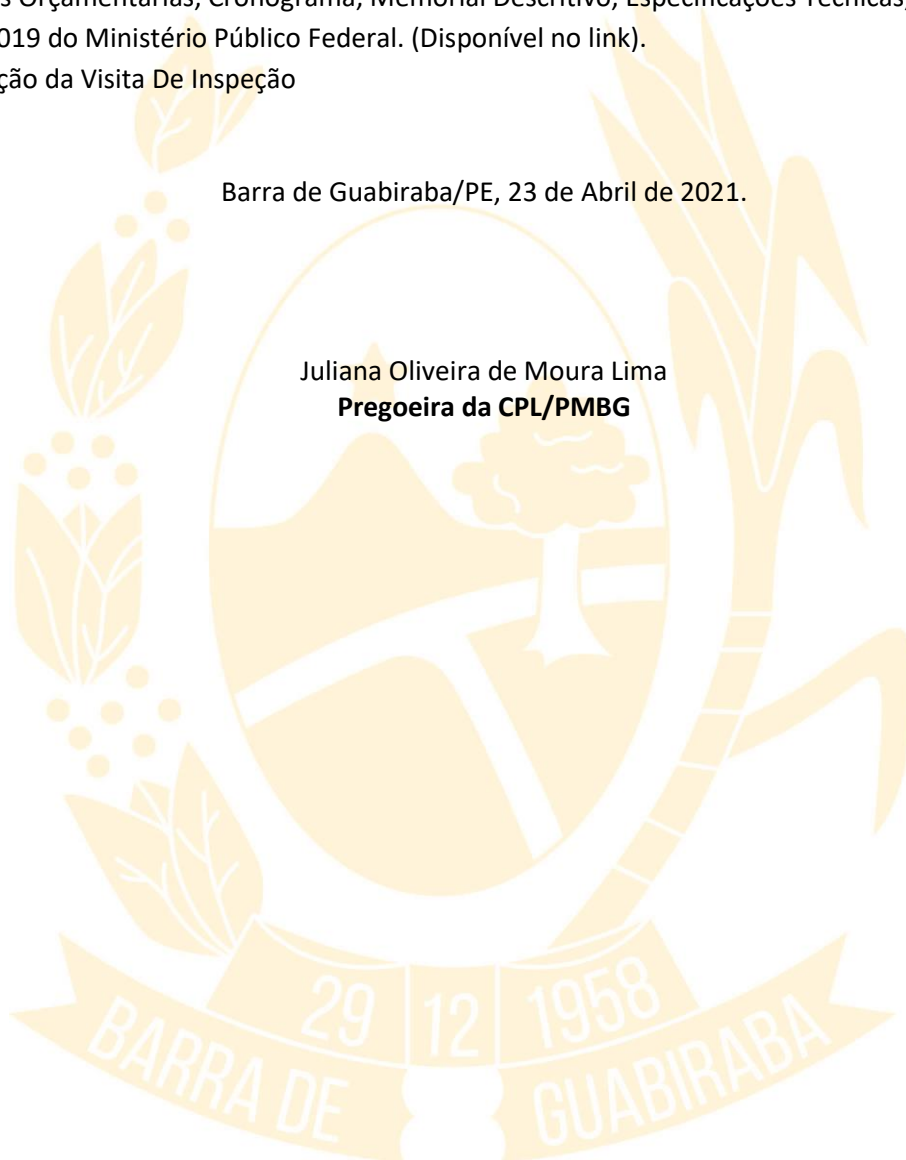 s Orçamentárias, Cronograma, Memorial Descritivo, Especificações Técnicas,
019 do Ministério Público Federal. (Disponível no link).
ção da Visita De Inspeção
Barra de Guabiraba/PE, 23 de Abril de 2021.
Juliana Oliveira de Moura Lima
Pregoeira da CPL/PMBG
29 12 1958
BARRA DE GUABIRABA